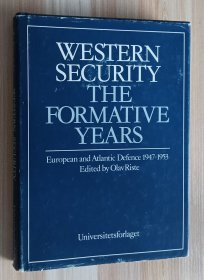 WESTERN
SECURITY
THE
FORMATIVE
YEARS
European and Atlantic Defence 1947-1953
Edited by Olav Riste
Universitetsforlaget